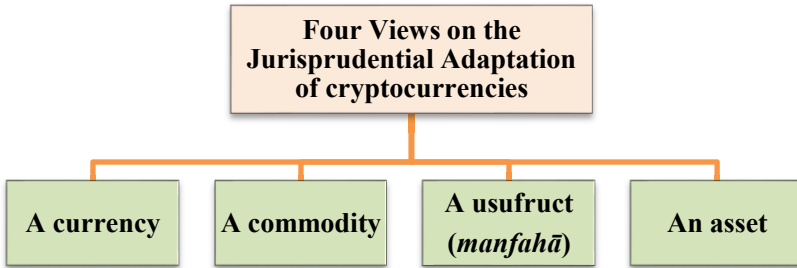 Four Views on the
Jurisprudential Adaptation
of cryptocurrencies
A currency
A commodity
A usufruct
(manfahā)
An asset